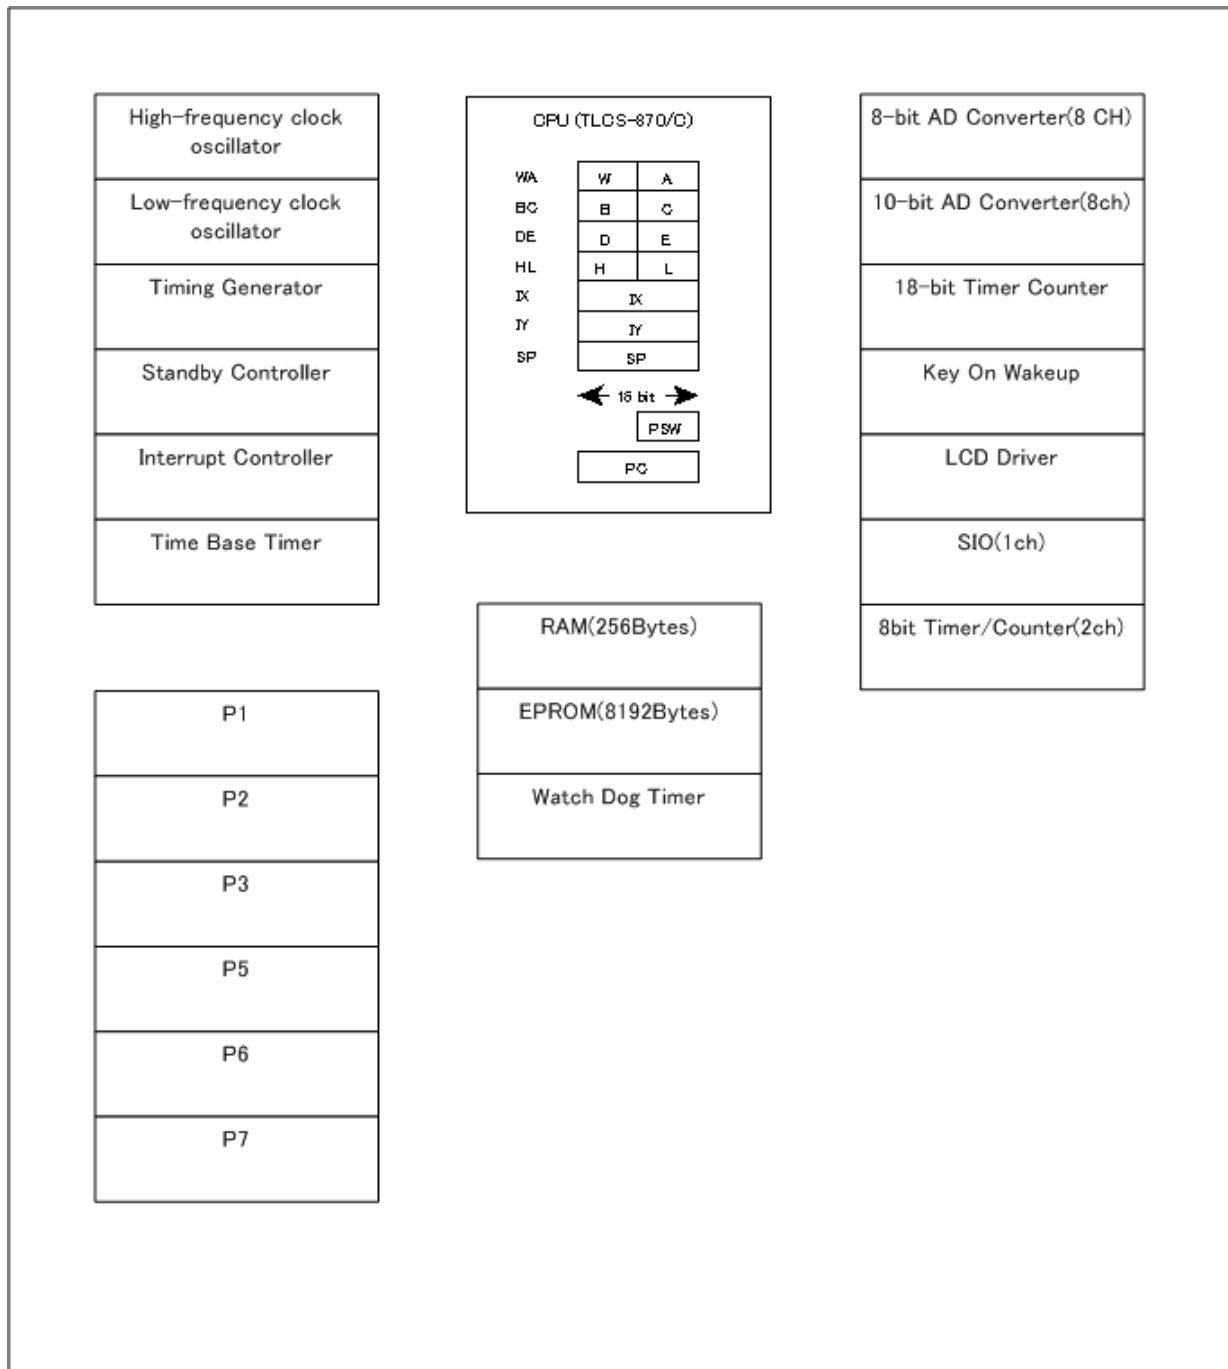 High-frequency clock
oscillator
Low-frequency clock
oscillator
Timing Generator
Standby Controller
Interrupt Controller
Time Base Timer
P1
P2
P3
P5
P6
P7
CPU (TLCS-870/C)
WA W A
BC B C
DE D E
HL H L
IX IX
IY IY
SP SP
16 bit
PSW
PC
RAM(256Bytes)
EPROM(8192Bytes)
Watch Dog Timer
8-bit AD Converter(8 CH)
10-bit AD Converter(8ch)
18-bit Timer Counter
Key On Wakeup
LCD Driver
SIO(1ch)
8bit Timer/Counter(2ch)